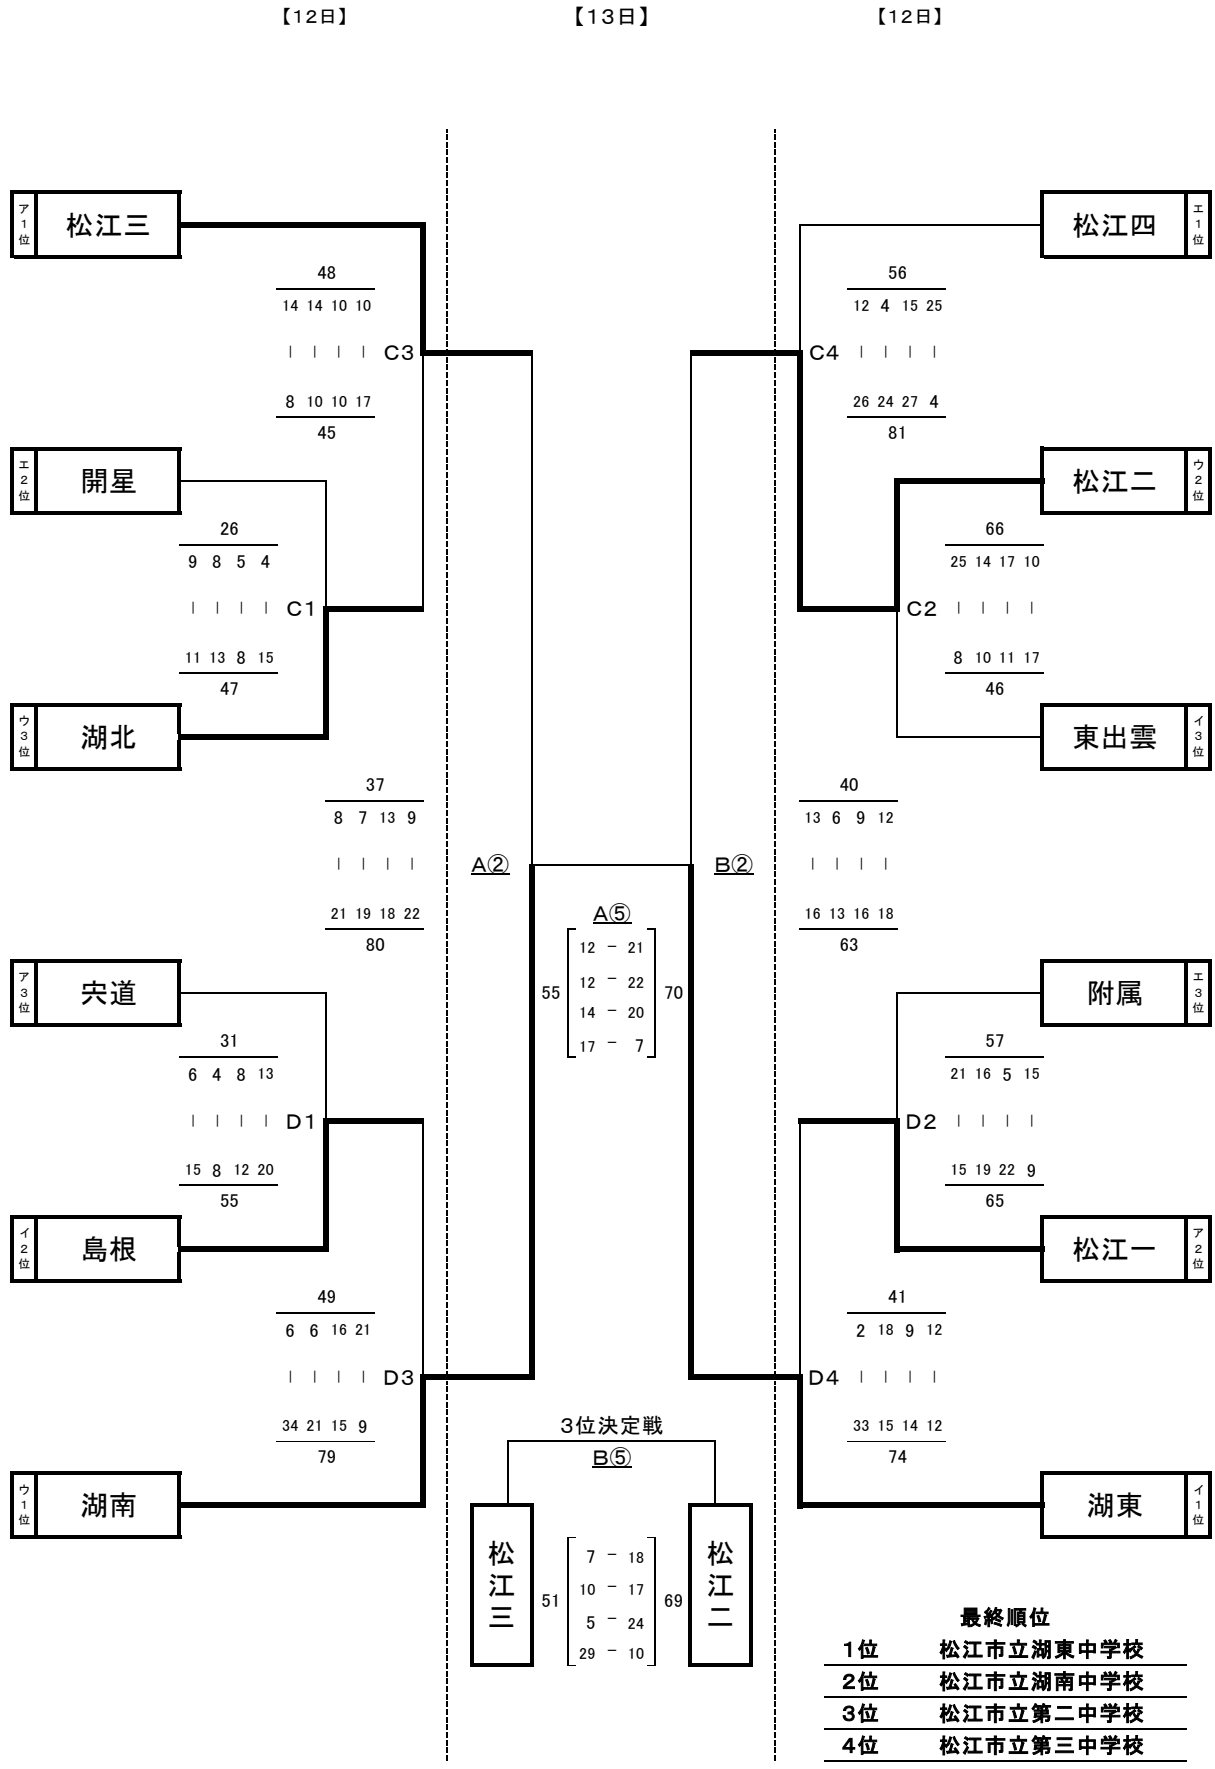 【12日】
【13日】
【12日】
ア1位
松江三
エ1位
松江四
48
14 14 10 10
C3
8 10 10 17
45
56
12 4 15 25
C4
26 24 27 4
81
エ2位
開星
ウ2位
松江二
26
9 8 5 4
C1
11 13 8 15
47
66
25 14 17 10
C2
8 10 11 17
46
ウ3位
湖北
イ3位
東出雲
37
8 7 13 9
A②
21 19 18 22
80
40
13 6 9 12
B②
16 13 16 18
63
A⑤
12 － 21
12 － 22
55
70
14 － 20
17 － 7
ア3位
宍道
エ3位
附属
31
6 4 8 13
D1
15 8 12 20
55
57
21 16 5 15
D2
15 19 22 9
65
イ2位
島根
ア2位
松江一
49
6 6 16 21
D3
34 21 15 9
79
41
2 18 9 12
D4
33 15 14 12
74
ウ1位
湖南
イ1位
湖東
3位決定戦
B⑤
松江三
松江二
7 － 18
10 － 17
51
69
5 － 24
29 － 10
最終順位
1位 松江市立湖東中学校
2位 松江市立湖南中学校
3位 松江市立第二中学校
4位 松江市立第三中学校